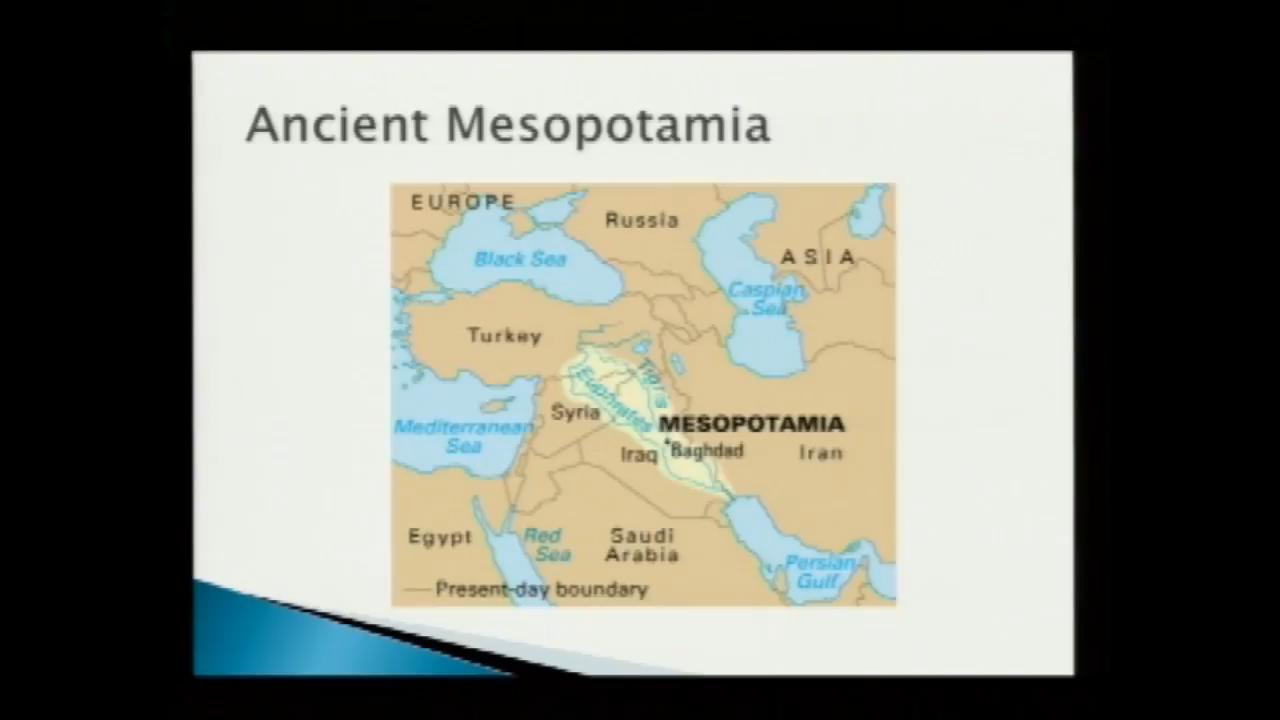 Ancient Mesopotamia
EUROPE
Russia
Black Sea
ASIA
Caspian
Sea
Turkey
Tigris
Euphrates
Syria
MESOPOTAMIA
Mediterranean
Sea
Iraq
Baghdad
Iran
Egypt
Red
Sea
Saudi
Arabia
Persian
Gulf
Present-day boundary